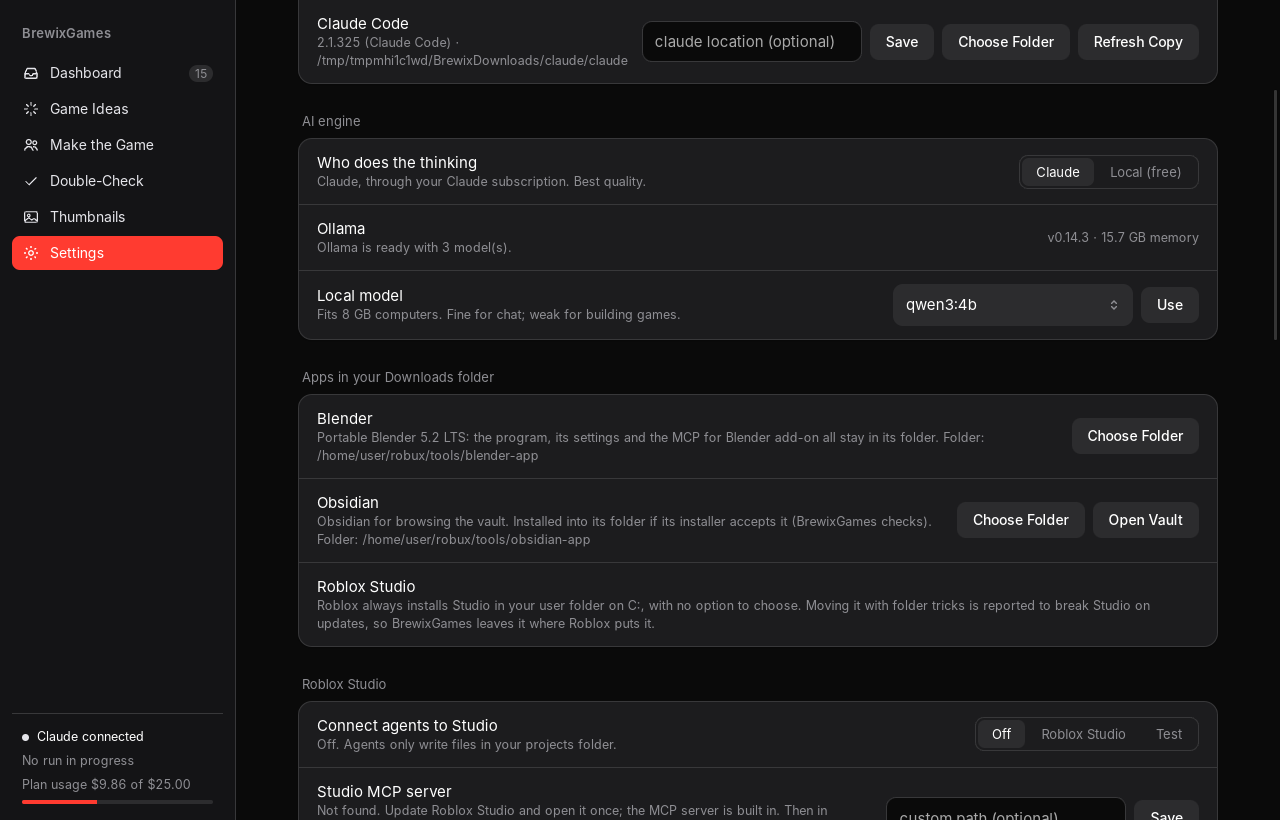 BrewixGames
Dashboard
15
Game Ideas
Make the Game
Double-Check
Thumbnails
Settings
Claude connected
No run in progress
Plan usage $9.86 of $25.00
Claude Code
2.1.325 (Claude Code) ·
/tmp/tmpmhi1c1wd/BrewixDownloads/claude/claude
claude location (optional)
Save
Choose Folder
Refresh Copy
AI engine
Who does the thinking
Claude, through your Claude subscription. Best quality.
Claude
Local (free)
Ollama
Ollama is ready with 3 model(s).
v0.14.3 · 15.7 GB memory
Local model
Fits 8 GB computers. Fine for chat; weak for building games.
qwen3:4b
Use
Apps in your Downloads folder
Blender
Portable Blender 5.2 LTS: the program, its settings and the MCP for Blender add-on all stay in its folder. Folder:
/home/user/robux/tools/blender-app
Choose Folder
Obsidian
Obsidian for browsing the vault. Installed into its folder if its installer accepts it (BrewixGames checks).
Folder: /home/user/robux/tools/obsidian-app
Choose Folder
Open Vault
Roblox Studio
Roblox always installs Studio in your user folder on C:, with no option to choose. Moving it with folder tricks is reported to break Studio on
updates, so BrewixGames leaves it where Roblox puts it.
Roblox Studio
Connect agents to Studio
Off. Agents only write files in your projects folder.
Off
Roblox Studio
Test
Studio MCP server
Not found. Update Roblox Studio and open it once; the MCP server is built in. Then in
custom path (optional)
Save